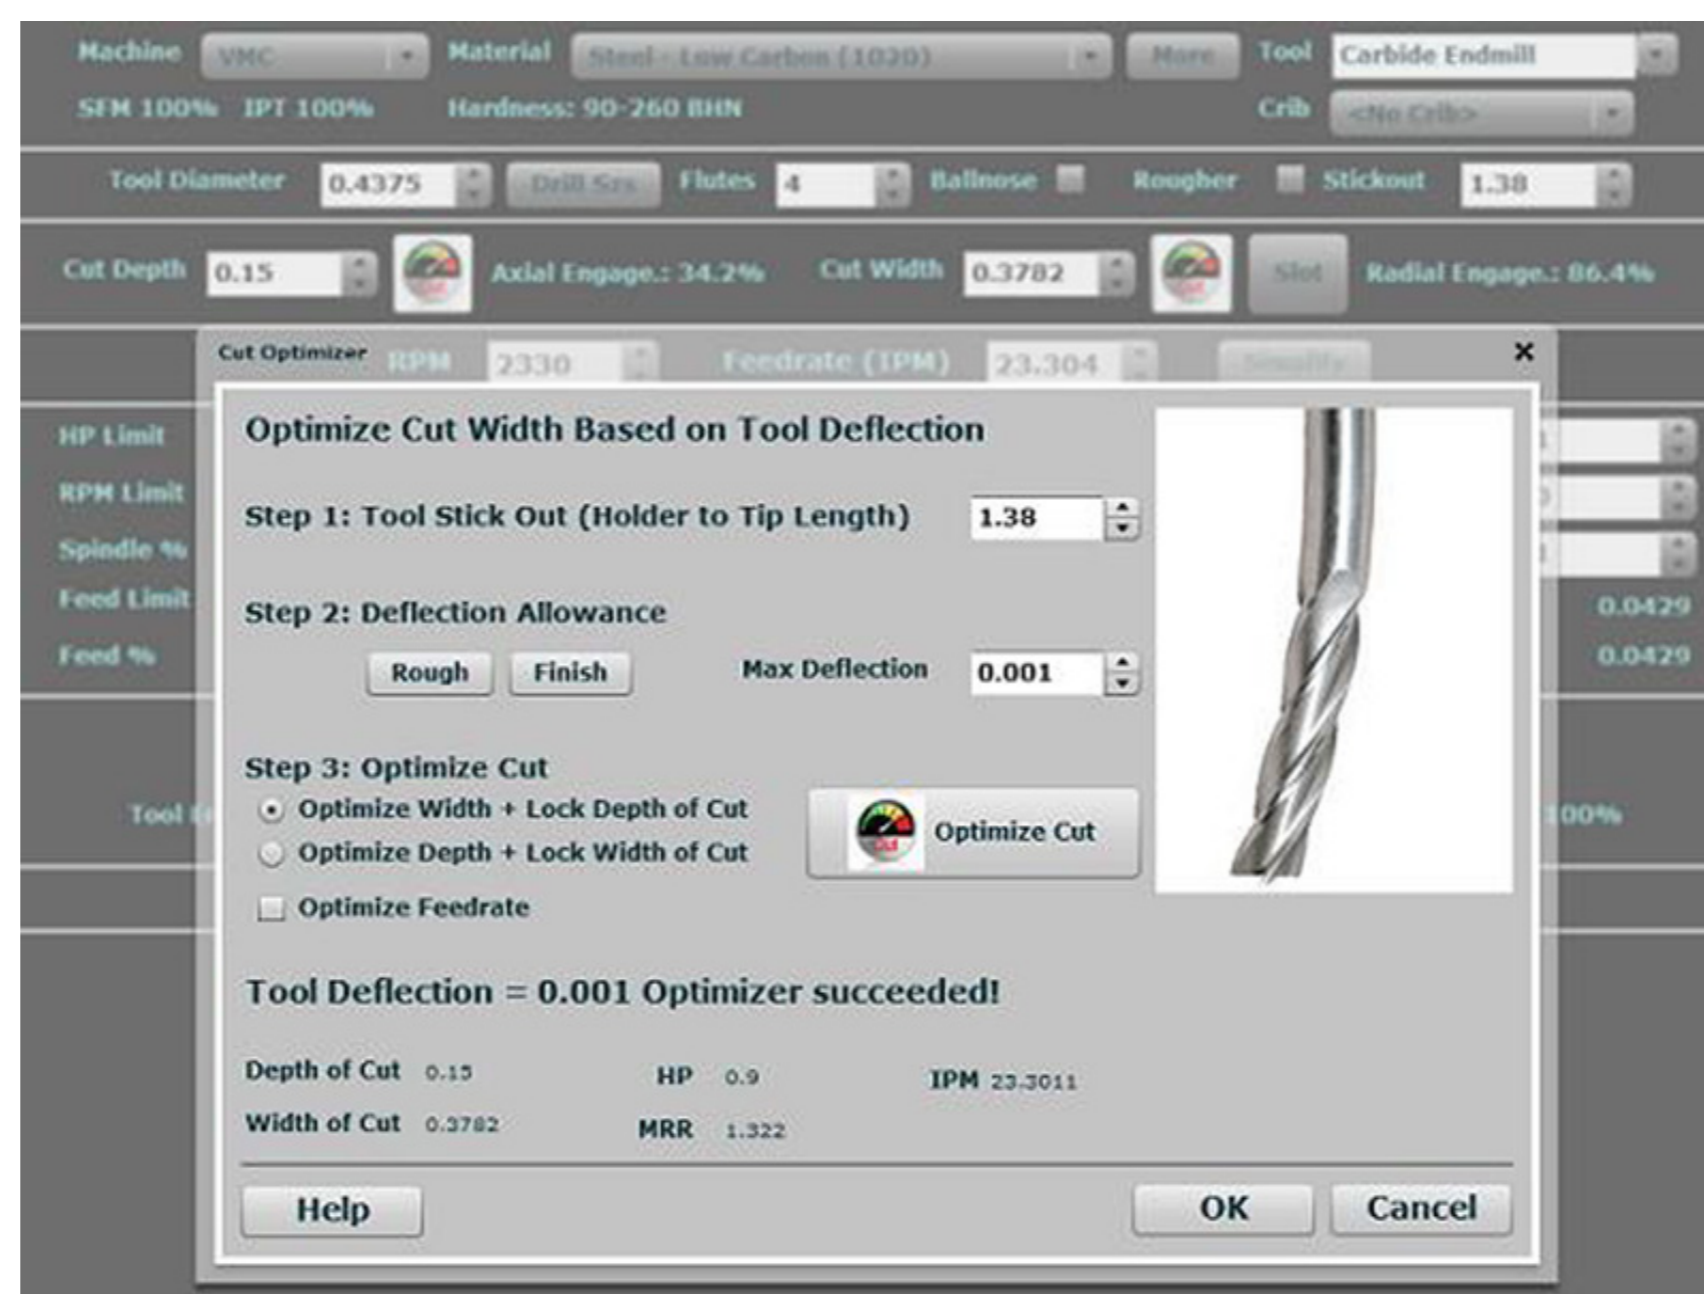 Machine VMC Material Steel - Low Carbon (1020) More Tool Carbide Endmill
SFM 100% IPT 100% Hardness: 90-260 BHN Crib <No Crib>
Tool Diameter 0.4375 Drill Szs Flutes 4 Ballnose Rougher Stickout 1.38
Cut Depth 0.15 Cut Axial Engage.: 34.2% Cut Width 0.3782 Cut Slot Radial Engage.: 86.4%
Cut Optimizer RPM 2330 Feedrate (IPM) 23.304 Simplify
HP Limit
RPM Limit
Spindle %
Feed Limit 0.0429
Feed % 0.0429
Tool 100%
Optimize Cut Width Based on Tool Deflection
Step 1: Tool Stick Out (Holder to Tip Length) 1.38
Step 2: Deflection Allowance
Rough Finish Max Deflection 0.001
Step 3: Optimize Cut
Optimize Width + Lock Depth of Cut
Cut Optimize Cut
Optimize Depth + Lock Width of Cut
Optimize Feedrate
Tool Deflection = 0.001 Optimizer succeeded!
Depth of Cut 0.15 HP 0.9 IPM 23.3011
Width of Cut 0.3782 MRR 1.322
Help OK Cancel